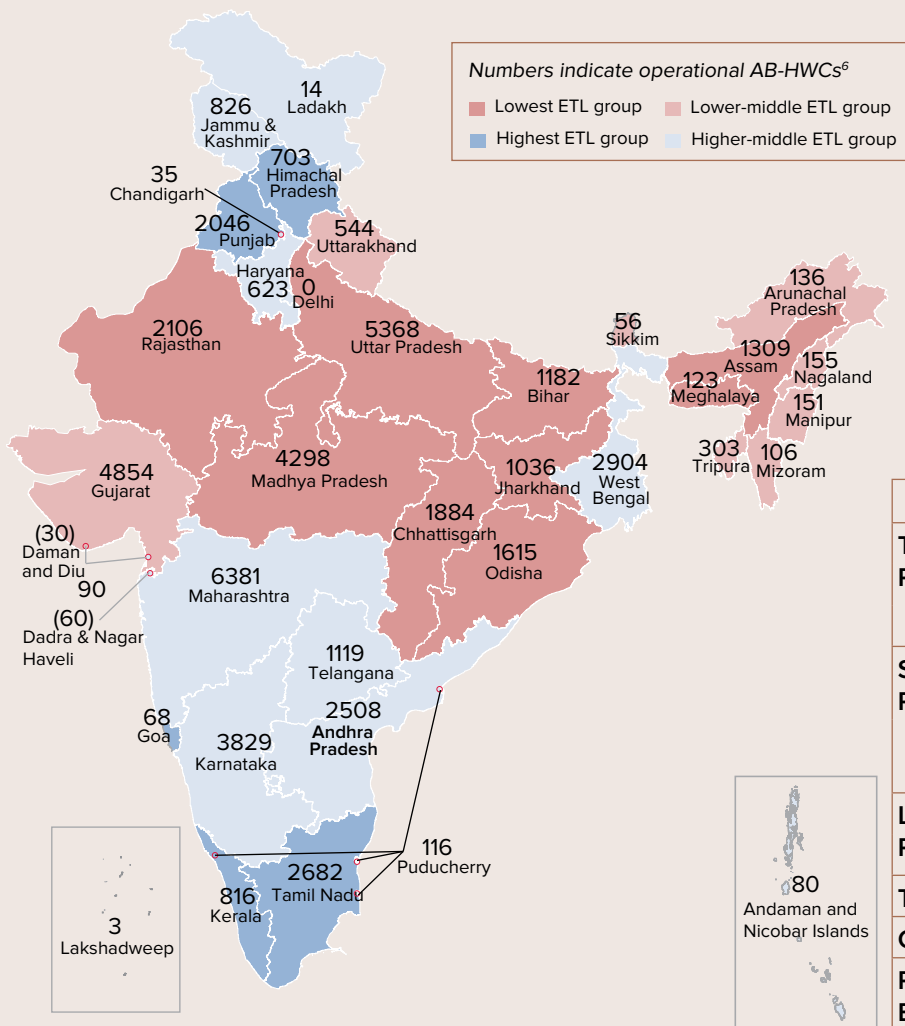 Numbers indicate operational AB-HWCs⁶
Lowest ETL group
Lower-middle ETL group
Highest ETL group
Higher-middle ETL group
14
Ladakh
826
Jammu &
Kashmir
703
Himachal
Pradesh
35
Chandigarh
2046
Punjab
544
Uttarakhand
Haryana
623
0
Delhi
136
Arunachal
Pradesh
2106
Rajasthan
5368
Uttar Pradesh
56
Sikkim
1309
Assam
155
Nagaland
1182
Bihar
123
Meghalaya
151
Manipur
303
Tripura
106
Mizoram
4854
Gujarat
4298
Madhya Pradesh
1036
Jharkhand
2904
West
Bengal
1884
Chhattisgarh
1615
Odisha
(30)
Daman
and Diu
90
(60)
Dadra & Nagar
Haveli
6381
Maharashtra
1119
Telangana
68
Goa
3829
Karnataka
2508
Andhra
Pradesh
116
Puducherry
2682
Tamil Nadu
816
Kerala
3
Lakshadweep
80
Andaman and
Nicobar Islands